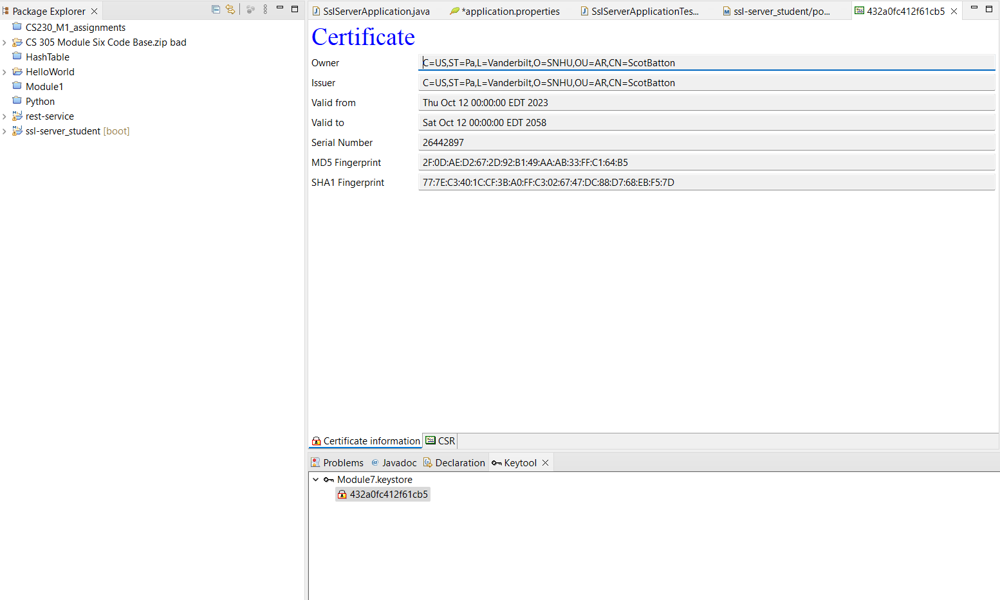 Package Explorer
CS230_M1_assignments
CS 305 Module Six Code Base.zip bad
HashTable
HelloWorld
Module1
Python
rest-service
ssl-server_student [boot]
SslServerApplication.java
*application.properties
SslServerApplicationTes...
ssl-server_student/po...
432a0fc412f61cb5
Certificate
Owner C=US,ST=Pa,L=Vanderbilt,O=SNHU,OU=AR,CN=ScotBatton
Issuer C=US,ST=Pa,L=Vanderbilt,O=SNHU,OU=AR,CN=ScotBatton
Valid from Thu Oct 12 00:00:00 EDT 2023
Valid to Sat Oct 12 00:00:00 EDT 2058
Serial Number 26442897
MD5 Fingerprint 2F:0D:AE:D2:67:2D:92:B1:49:AA:AB:33:FF:C1:64:B5
SHA1 Fingerprint 77:7E:C3:40:1C:CF:3B:A0:FF:C3:02:67:47:DC:88:D7:68:EB:F5:7D
Certificate information
CSR
Problems
@ Javadoc
Declaration
Keytool
Module7.keystore
432a0fc412f61cb5